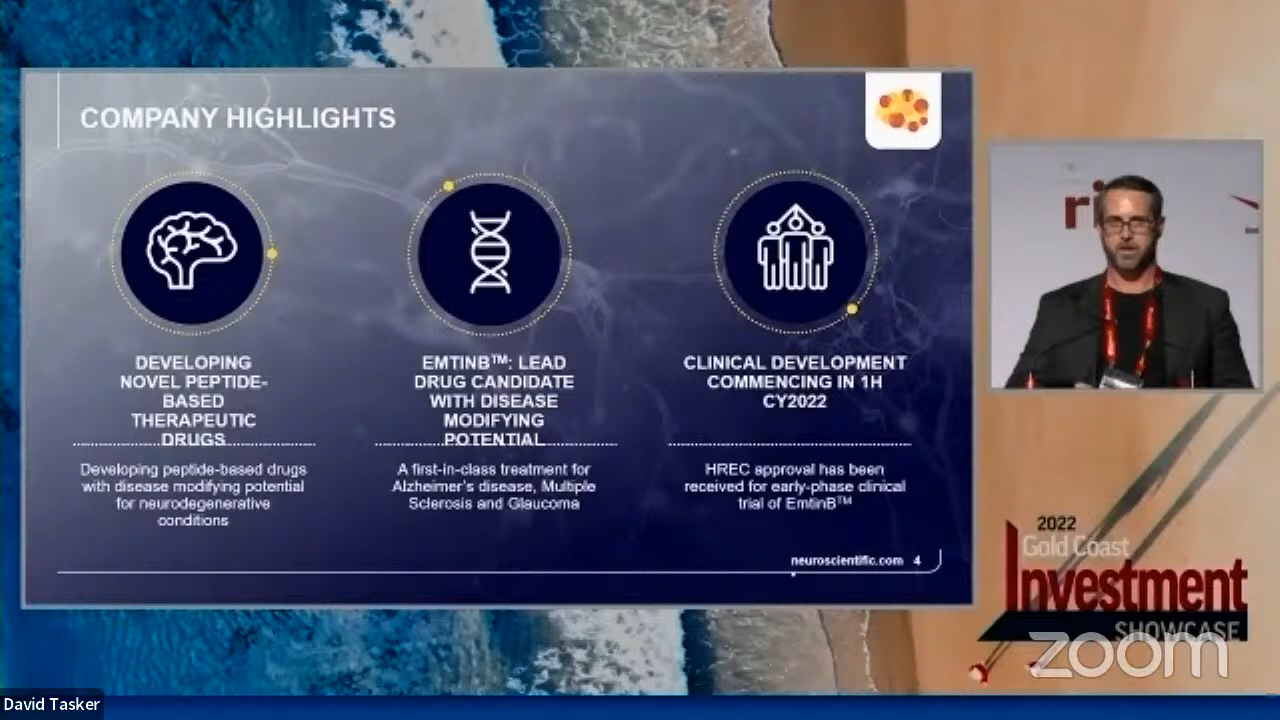 COMPANY HIGHLIGHTS
DEVELOPING
NOVEL PEPTIDE-
BASED
THERAPEUTIC
DRUGS
Developing peptide-based drugs
with disease modifying potential
for neurodegenerative
conditions
EMTINB™: LEAD
DRUG CANDIDATE
WITH DISEASE
MODIFYING
POTENTIAL
A first-in-class treatment for
Alzheimer's disease, Multiple
Sclerosis and Glaucoma
CLINICAL DEVELOPMENT
COMMENCING IN 1H
CY2022
HREC approval has been
received for early-phase clinical
trial of EmtinB™
neuroscientific.com 4
2022
Gold Coast
Investment
SHOWCASE
zoom
David Tasker